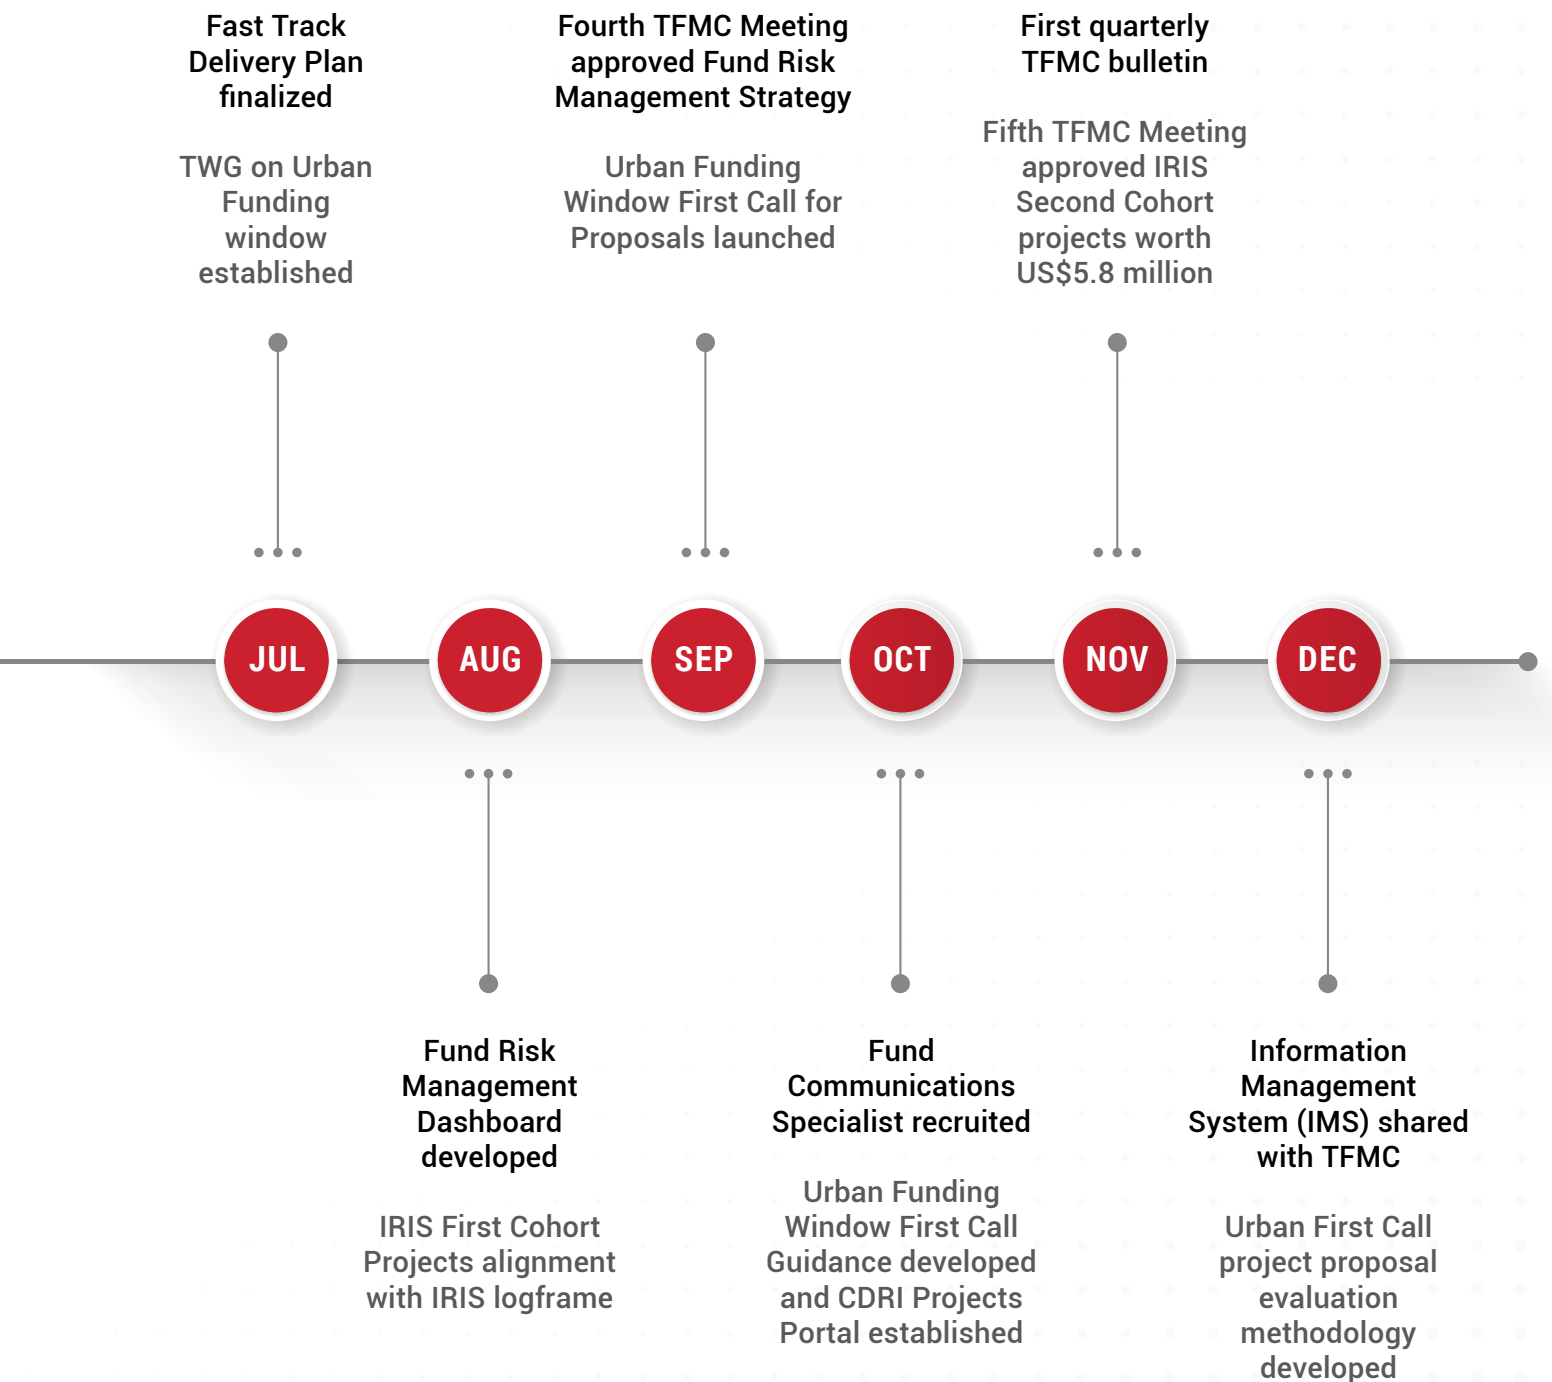 Fast Track
Delivery Plan
finalized
TWG on Urban
Funding
window
established
Fourth TFMC Meeting
approved Fund Risk
Management Strategy
Urban Funding
Window First Call for
Proposals launched
First quarterly
TFMC bulletin
Fifth TFMC Meeting
approved IRIS
Second Cohort
projects worth
US$5.8 million
JUL
AUG
SEP
OCT
NOV
DEC
Fund Risk
Management
Dashboard
developed
IRIS First Cohort
Projects alignment
with IRIS logframe
Fund
Communications
Specialist recruited
Urban Funding
Window First Call
Guidance developed
and CDRI Projects
Portal established
Information
Management
System (IMS) shared
with TFMC
Urban First Call
project proposal
evaluation
methodology
developed